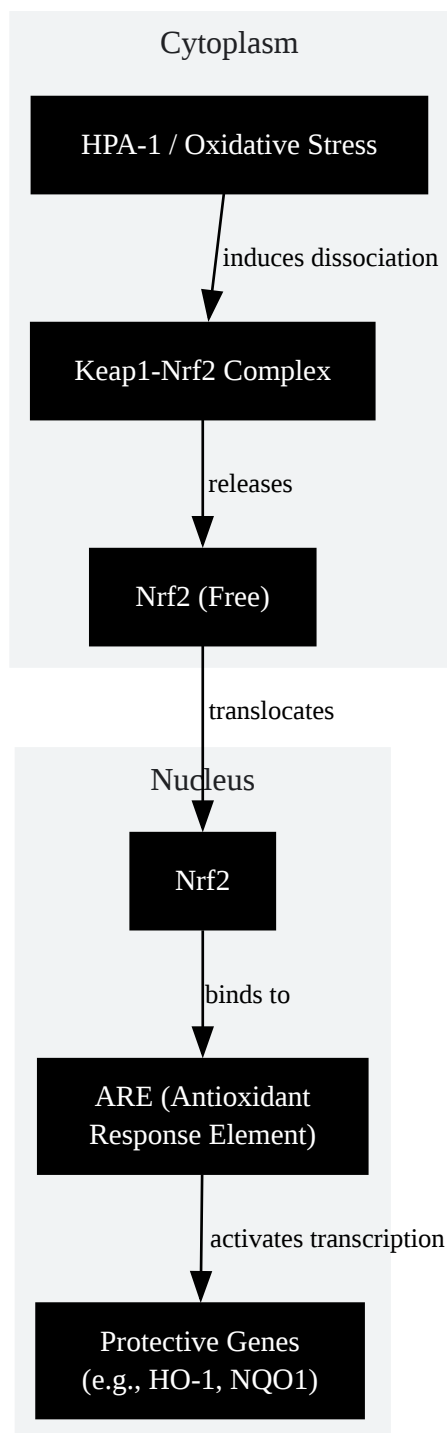 Cytoplasm
HPA-1 / Oxidative Stress
induces dissociation
Keap1-Nrf2 Complex
releases
Nrf2 (Free)
translocates
Nucleus
Nrf2
binds to
ARE (Antioxidant
Response Element)
activates transcription
Protective Genes
(e.g., HO-1, NQO1)